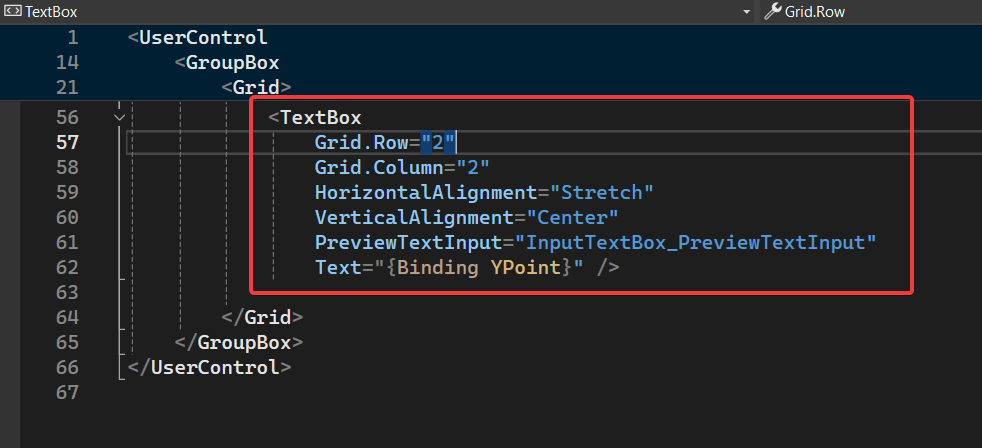 TextBox Grid.Row
1 <UserControl
14 <GroupBox
21 <Grid>
56 <TextBox
57 Grid.Row="2"
58 Grid.Column="2"
59 HorizontalAlignment="Stretch"
60 VerticalAlignment="Center"
61 PreviewTextInput="InputTextBox_PreviewTextInput"
62 Text="{Binding YPoint}" />
63
64 </Grid>
65 </GroupBox>
66 </UserControl>
67